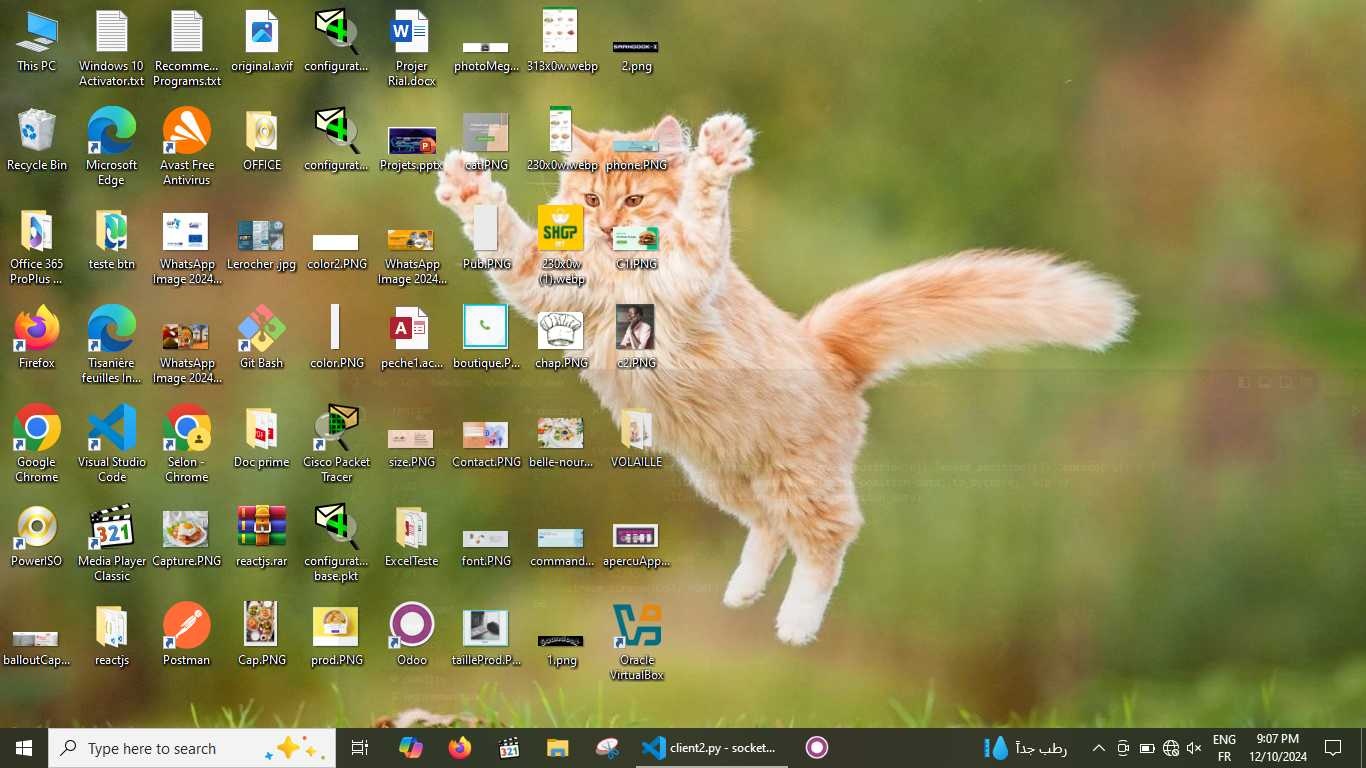 This PC
Windows 10
Activator.txt
Recomme...
Programs.txt
original.avif
configurat...
Projer
Rial.docx
photoMeg...
313x0w.webp
2.png
Recycle Bin
Microsoft
Edge
Avast Free
Antivirus
OFFICE
configurat...
Projets.pptx
cat.PNG
230x0w.webp
phone.PNG
Office 365
ProPlus ...
teste btn
WhatsApp
Image 2024...
Lerocher .jpg
color2.PNG
WhatsApp
Image 2024...
Pub.PNG
SHOP
230x0w
(1).webp
C1.PNG
Firefox
Tisanière
feuilles In...
WhatsApp
Image 2024...
Git Bash
color.PNG
peche1.ac...
boutique.P...
chap.PNG
c2.PNG
Google
Chrome
Visual Studio
Code
Selon -
Chrome
Doc prime
Cisco Packet
Tracer
size.PNG
Contact.PNG
belle-nour...
VOLAILLE
PowerISO
321
Media Player
Classic
Capture.PNG
reactjs.rar
configurat...
base.pkt
ExcelTeste
font.PNG
command...
apercuApp...
balloutCap...
reactjs
Postman
Cap.PNG
prod.PNG
Odoo
tailleProd.P...
1.png
Oracle
VirtualBox
Type here to search
client2.py - socket...
رطب جداً
ENG
FR
9:07 PM
12/10/2024